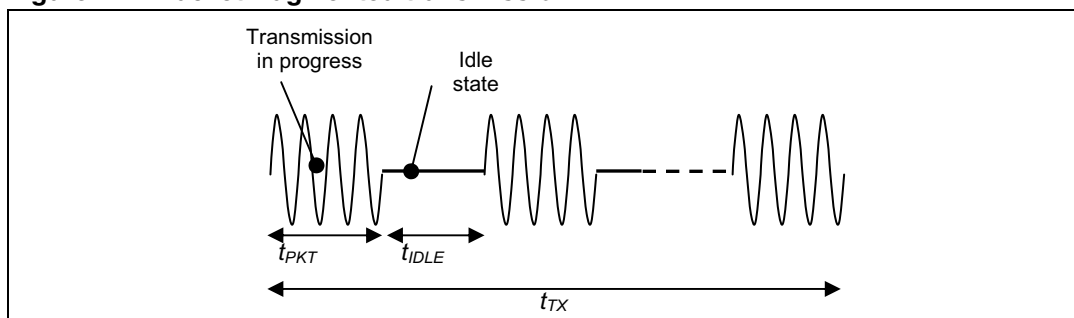 Transmission
in progress
Idle
state
tPKT
tIDLE
tTX